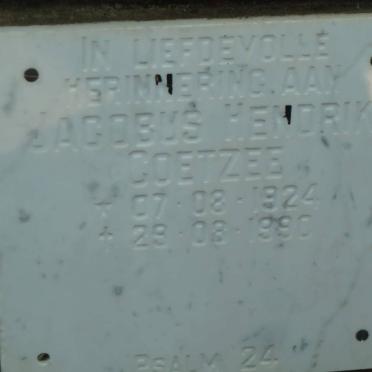 IN LIEFDEVOLLE
HERINNERING AAN
JACOBUS HENDRIK
COETZEE
* 07·08·1924
+ 29·08·1990
PSALM 24